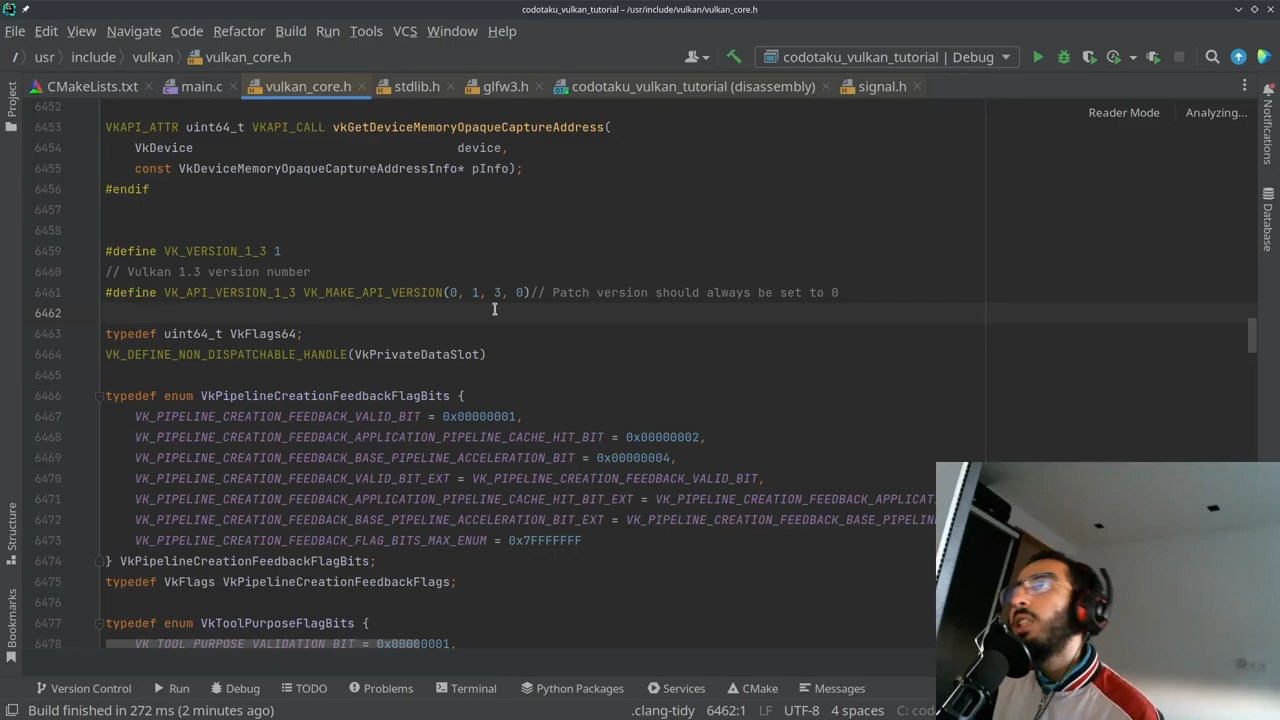 codotaku_vulkan_tutorial – /usr/include/vulkan/vulkan_core.h
File Edit View Navigate Code Refactor Build Run Tools VCS Window Help
/ usr include vulkan vulkan_core.h codotaku_vulkan_tutorial | Debug
CMakeLists.txt main.c vulkan_core.h stdlib.h glfw3.h codotaku_vulkan_tutorial (disassembly) signal.h
Reader Mode Analyzing...
Project
Structure
Bookmarks
Notifications
Database
6452
6453 VKAPI_ATTR uint64_t VKAPI_CALL vkGetDeviceMemoryOpaqueCaptureAddress(
6454 VkDevice device,
6455 const VkDeviceMemoryOpaqueCaptureAddressInfo* pInfo);
6456 #endif
6457
6458
6459 #define VK_VERSION_1_3 1
6460 // Vulkan 1.3 version number
6461 #define VK_API_VERSION_1_3 VK_MAKE_API_VERSION(0, 1, 3, 0)// Patch version should always be set to 0
6462
6463 typedef uint64_t VkFlags64;
6464 VK_DEFINE_NON_DISPATCHABLE_HANDLE(VkPrivateDataSlot)
6465
6466 typedef enum VkPipelineCreationFeedbackFlagBits {
6467 VK_PIPELINE_CREATION_FEEDBACK_VALID_BIT = 0x00000001,
6468 VK_PIPELINE_CREATION_FEEDBACK_APPLICATION_PIPELINE_CACHE_HIT_BIT = 0x00000002,
6469 VK_PIPELINE_CREATION_FEEDBACK_BASE_PIPELINE_ACCELERATION_BIT = 0x00000004,
6470 VK_PIPELINE_CREATION_FEEDBACK_VALID_BIT_EXT = VK_PIPELINE_CREATION_FEEDBACK_VALID_BIT,
6471 VK_PIPELINE_CREATION_FEEDBACK_APPLICATION_PIPELINE_CACHE_HIT_BIT_EXT = VK_PIPELINE_CREATION_FEEDBACK_APPLICAT
6472 VK_PIPELINE_CREATION_FEEDBACK_BASE_PIPELINE_ACCELERATION_BIT_EXT = VK_PIPELINE_CREATION_FEEDBACK_BASE_PIPELIN
6473 VK_PIPELINE_CREATION_FEEDBACK_FLAG_BITS_MAX_ENUM = 0x7FFFFFFF
6474 } VkPipelineCreationFeedbackFlagBits;
6475 typedef VkFlags VkPipelineCreationFeedbackFlags;
6476
6477 typedef enum VkToolPurposeFlagBits {
6478 VK_TOOL_PURPOSE_VALIDATION_BIT = 0x00000001,
Version Control Run Debug TODO Problems Terminal Python Packages Services CMake Messages
Build finished in 272 ms (2 minutes ago) .clang-tidy 6462:1 LF UTF-8 4 spaces C: cod